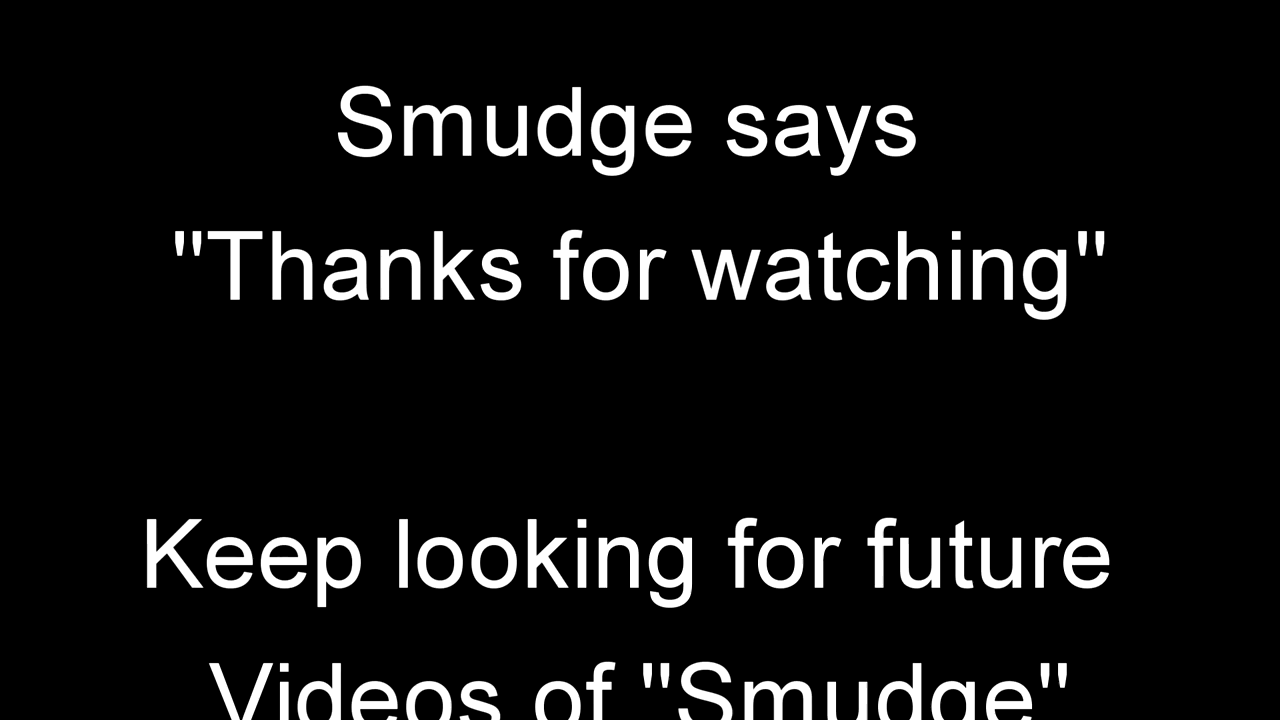 Smudge says
"Thanks for watching"
Keep looking for future
Videos of "Smudge"